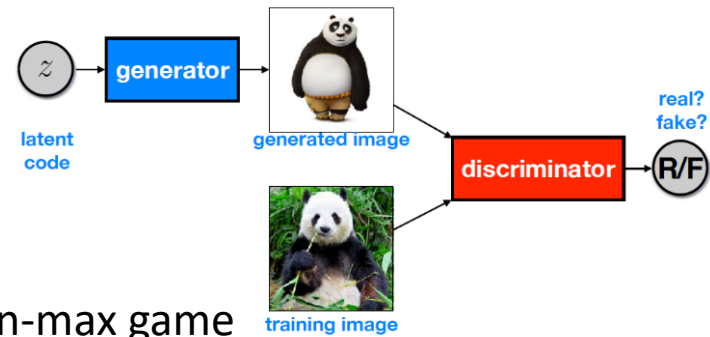 z
generator
latent
code
generated image
real?
fake?
discriminator
R/F
n-max game
training image